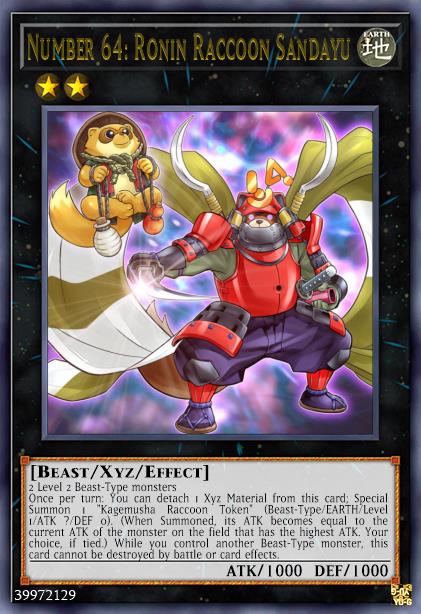 NUMBER 64: RONIN RACCOON SANDAYU
EARTH
地
64
[BEAST/XYZ/EFFECT]
2 Level 2 Beast-Type monsters
Once per turn: You can detach 1 Xyz Material from this card; Special
Summon 1 "Kagemusha Raccoon Token" (Beast-Type/EARTH/Level
1/ATK ?/DEF 0). (When Summoned, its ATK becomes equal to the
current ATK of the monster on the field that has the highest ATK. Your
choice, if tied.) While you control another Beast-Type monster, this
card cannot be destroyed by battle or card effects.
ATK/1000 DEF/1000
39972129